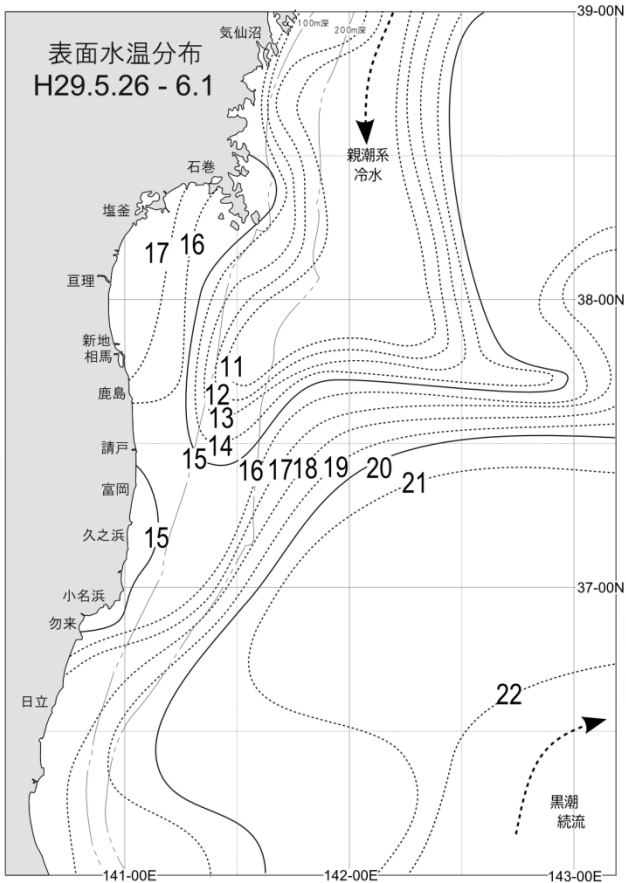 39-00N
気仙沼
100m深
200m深
表面水温分布
H29.5.26 - 6.1
親潮系
冷水
石巻
塩釜
17
16
亘理
38-00N
新地
相馬
11
鹿島
12
13
14
請戸
15
16
17
18
19
20
21
富岡
久之浜
15
37-00N
小名浜
勿来
日立
22
黒潮
続流
141-00E
142-00E
143-00E